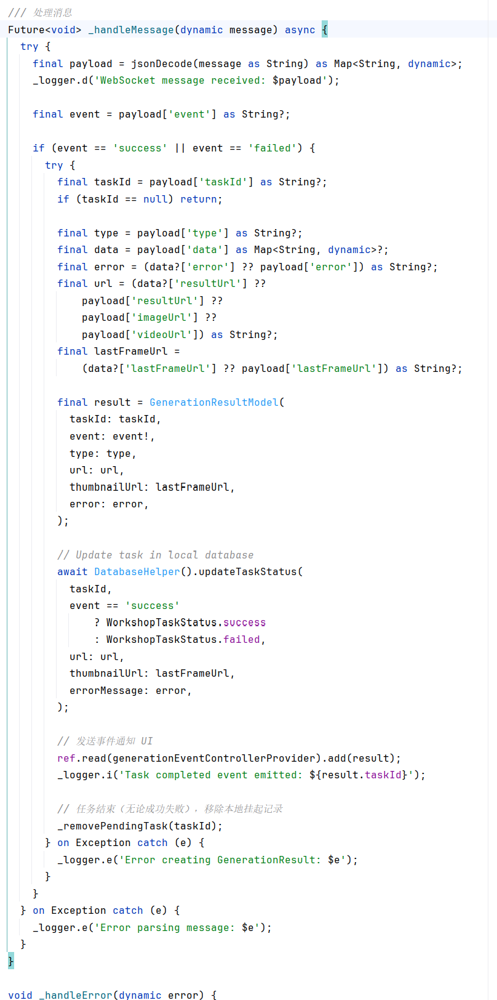 /// 处理消息
Future<void> _handleMessage(dynamic message) async {
  try {
    final payload = jsonDecode(message as String) as Map<String, dynamic>;
    _logger.d('WebSocket message received: $payload');

    final event = payload['event'] as String?;

    if (event == 'success' || event == 'failed') {
      try {
        final taskId = payload['taskId'] as String?;
        if (taskId == null) return;

        final type = payload['type'] as String?;
        final data = payload['data'] as Map<String, dynamic>?;
        final error = (data?['error'] ?? payload['error']) as String?;
        final url = (data?['resultUrl'] ??
            payload['resultUrl'] ??
            payload['imageUrl'] ??
            payload['videoUrl']) as String?;
        final lastFrameUrl =
            (data?['lastFrameUrl'] ?? payload['lastFrameUrl']) as String?;

        final result = GenerationResultModel(
          taskId: taskId,
          event: event!,
          type: type,
          url: url,
          thumbnailUrl: lastFrameUrl,
          error: error,
        );

        // Update task in local database
        await DatabaseHelper().updateTaskStatus(
          taskId,
          event == 'success'
              ? WorkshopTaskStatus.success
              : WorkshopTaskStatus.failed,
          url: url,
          thumbnailUrl: lastFrameUrl,
          errorMessage: error,
        );

        // 发送事件通知 UI
        ref.read(generationEventControllerProvider).add(result);
        _logger.i('Task completed event emitted: ${result.taskId}');

        // 任务结束（无论成功失败），移除本地挂起记录
        _removePendingTask(taskId);
      } on Exception catch (e) {
        _logger.e('Error creating GenerationResult: $e');
      }
    }
  } on Exception catch (e) {
    _logger.e('Error parsing message: $e');
  }
}

void _handleError(dynamic error) {